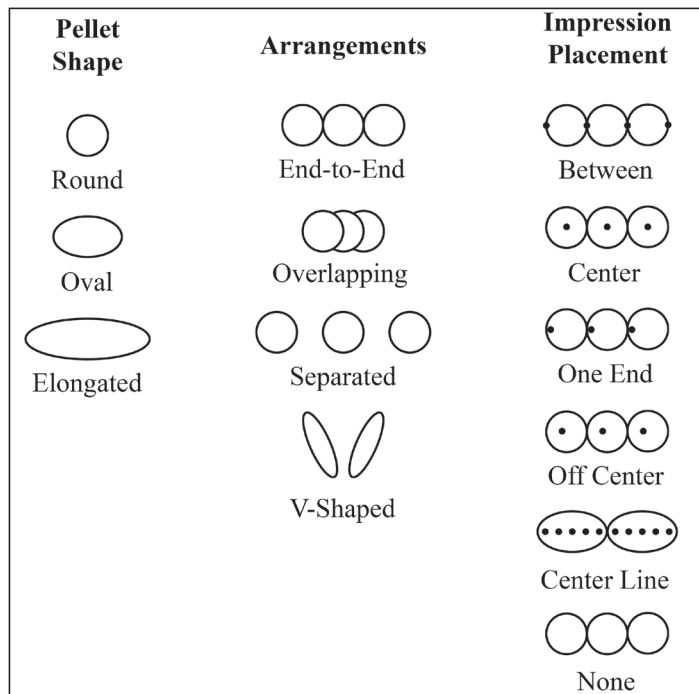 Pellet
Shape
Round
Oval
Elongated
Arrangements
End-to-End
Overlapping
Separated
V-Shaped
Impression
Placement
Between
Center
One End
Off Center
Center Line
None